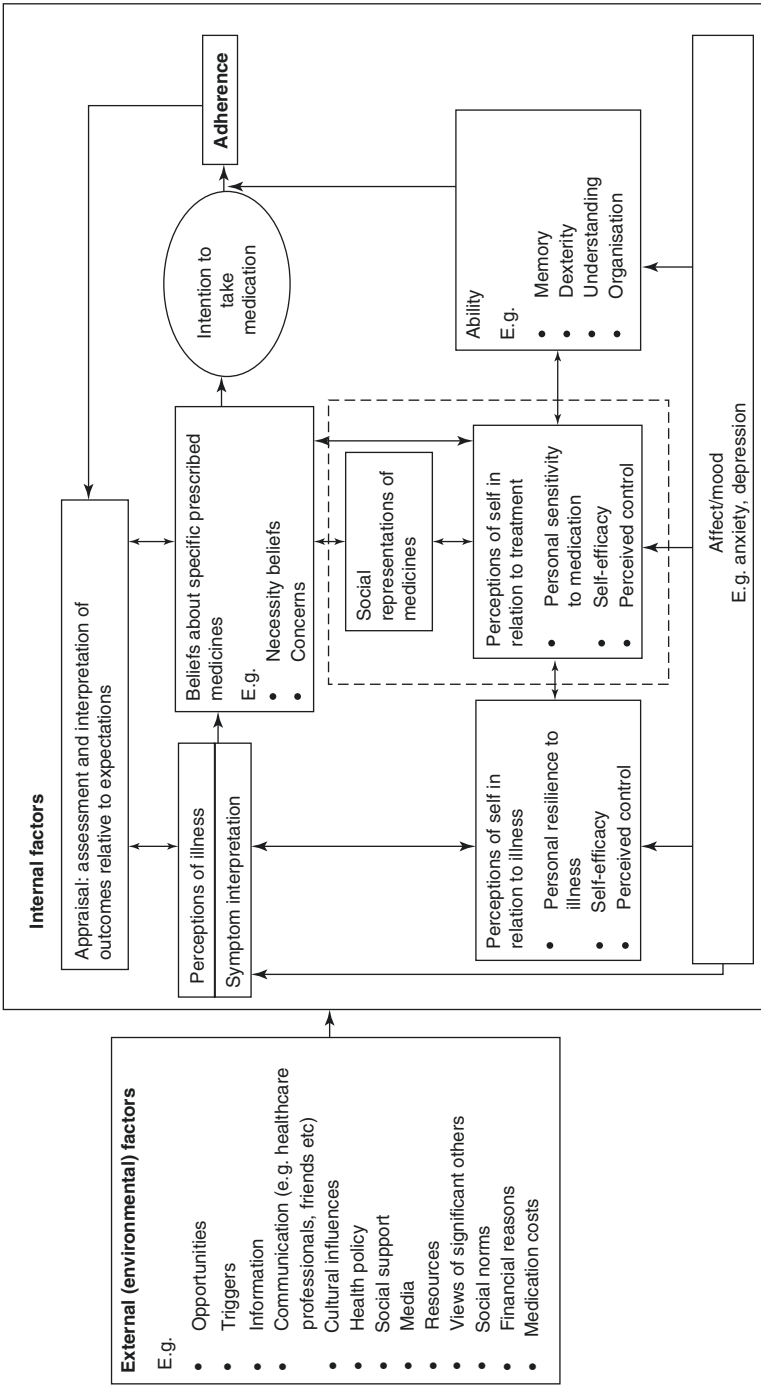 External (environmental) factors
E.g.
• Opportunities
• Triggers
• Information
• Communication (e.g. healthcare
professionals, friends etc)
• Cultural influences
• Health policy
• Social support
• Media
• Resources
• Views of significant others
• Social norms
• Financial reasons
• Medication costs
Internal factors
Appraisal: assessment and interpretation of
outcomes relative to expectations
Perceptions of illness
Symptom interpretation
Beliefs about specific prescribed
medicines
E.g.
• Necessity beliefs
• Concerns
Intention to
take
medication
Adherence
Social
representations of
medicines
Perceptions of self in
relation to illness
• Personal resilience to
illness
• Self-efficacy
• Perceived control
Perceptions of self in
relation to treatment
• Personal sensitivity
to medication
• Self-efficacy
• Perceived control
Ability
E.g.
• Memory
• Dexterity
• Understanding
• Organisation
Affect/mood
E.g. anxiety, depression